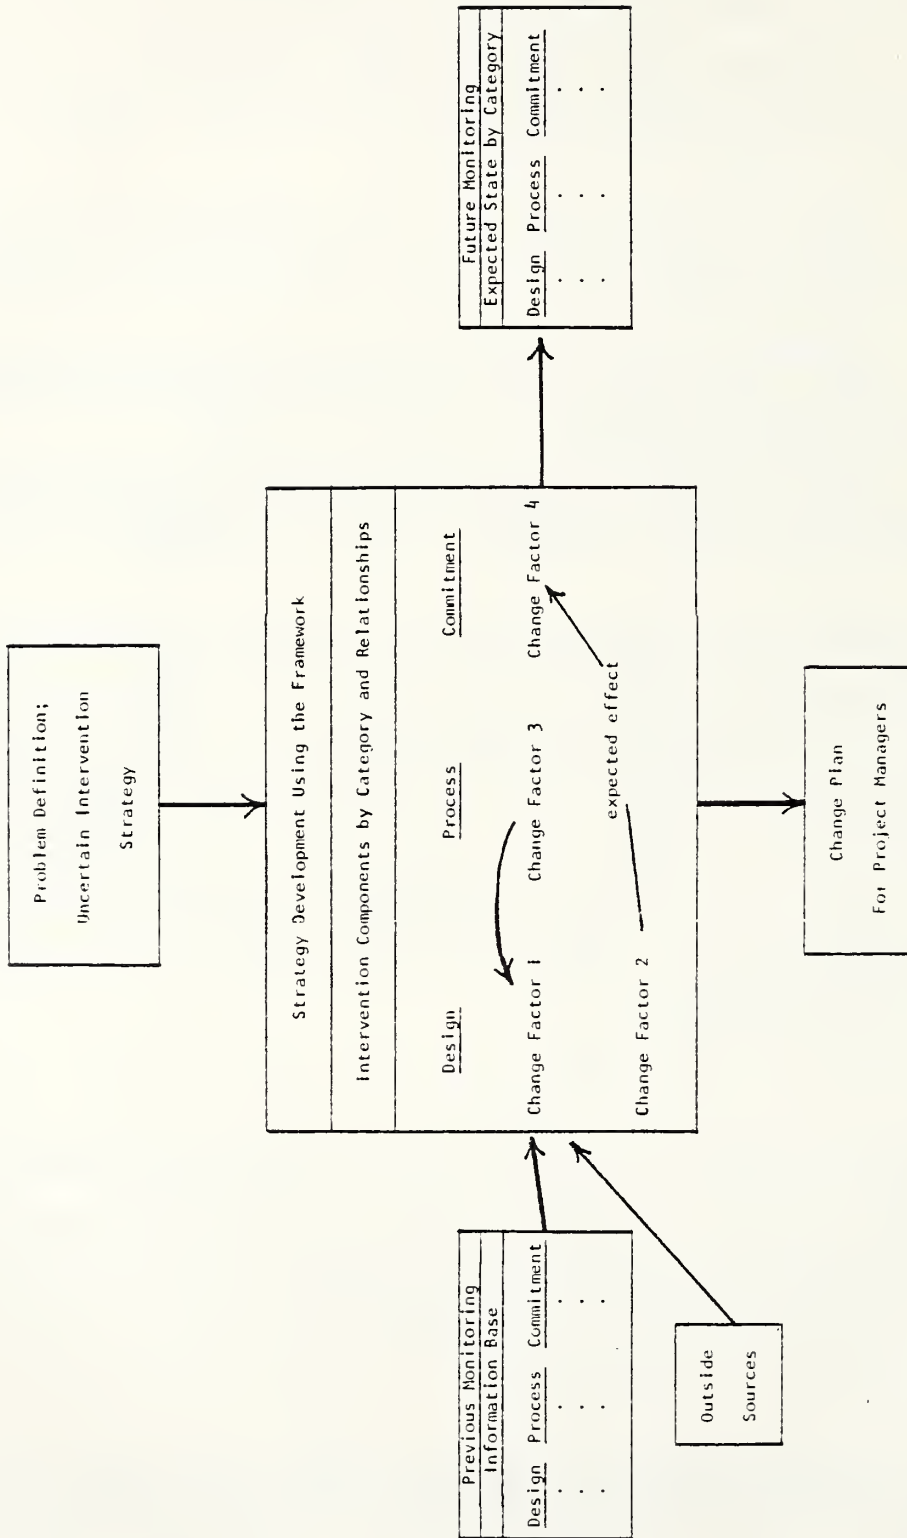 Problem Definition;
Uncertain Intervention
Strategy
Strategy Development Using the Framework
Intervention Components by Category and Relationships
Design Process Commitment
Change Factor 1 Change Factor 3 Change Factor 4
expected effect
Change Factor 2
Previous Monitoring
Information Base
Design Process Commitment
. . .
. . .
. . .
Outside
Sources
Future Monitoring
Expected State by Category
Design Process Commitment
. . .
. . .
. . .
Change Plan
For Project Managers